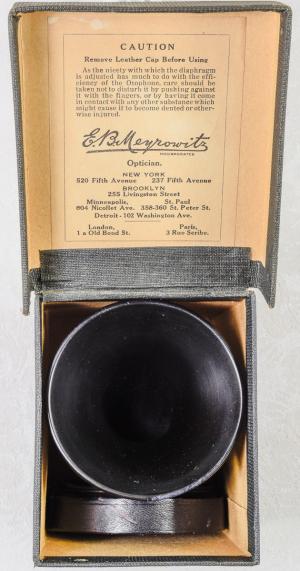 CAUTION
Remove Leather Cap Before Using
As the nicety with which the diaphragm
is adjusted has much to do with the effi-
ciency of the Osophone, care should be
taken not to disturb it by pushing against
it with the fingers, or by having it come
in contact with any other substance which
might cause it to become dented or other-
wise injured.
E.B.Meyrowitz
INCORPORATED
Optician.
NEW YORK
520 Fifth Avenue 237 Fifth Avenue
BROOKLYN
255 Livingston Street
Minneapolis, St. Paul
804 Nicollet Ave. 358-360 St. Peter St.
Detroit - 102 Washington Ave.
London, Paris,
1 a Old Bond St. 3 Rue Scribe.